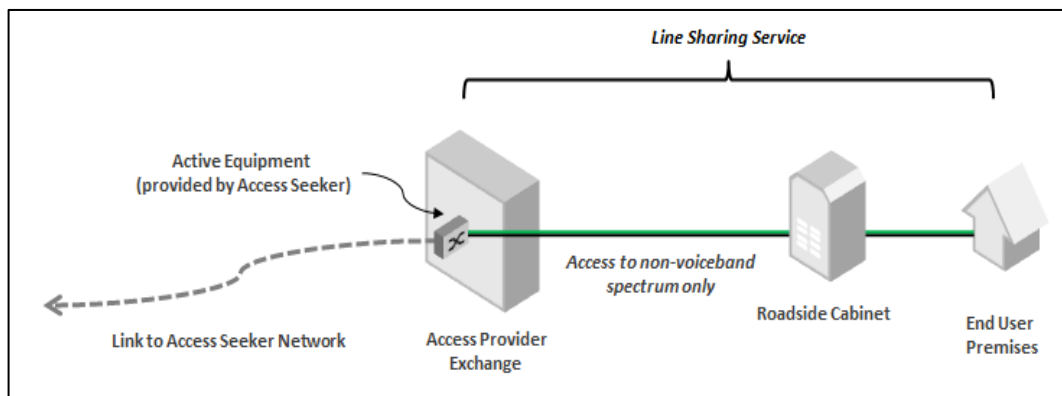 Line Sharing Service
Active Equipment
(provided by Access Seeker)
Access to non-voiceband
spectrum only
Roadside Cabinet
End User
Premises
Link to Access Seeker Network
Access Provider
Exchange